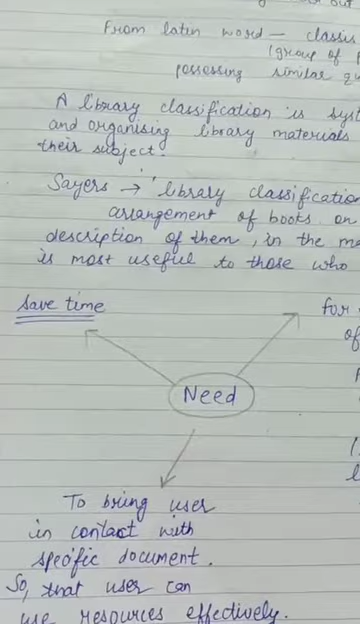 From latin word — classis
(group of
possessing similar
A library classification is
and organising library materials
their subject.
Sayers → "library classification
arrangement of books on
description of them, in the
is most useful to those who
Save time
for
of
Need
To bring user
in contact with
specific document.
So, that user can
use resources effectively.